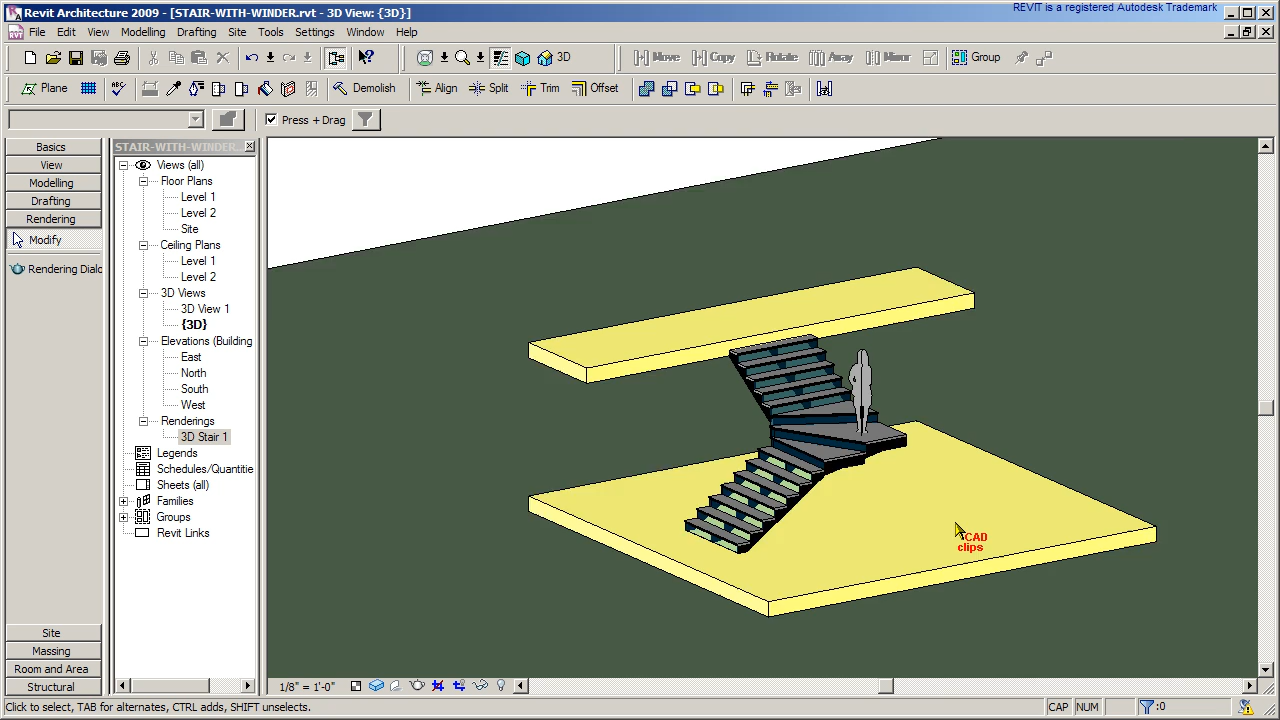 Revit Architecture 2009 - [STAIR-WITH-WINDER.rvt - 3D View: {3D}]
REVIT is a registered Autodesk Trademark
File Edit View Modelling Drafting Site Tools Settings Window Help
3D Move Copy Rotate Array Mirror Group
Plane Demolish Align Split Trim Offset
Press + Drag
Basics
View
Modelling
Drafting
Rendering
Modify
Rendering Dialo
Site
Massing
Room and Area
Structural
STAIR-WITH-WINDER...
Views (all)
Floor Plans
Level 1
Level 2
Site
Ceiling Plans
Level 1
Level 2
3D Views
3D View 1
{3D}
Elevations (Building
East
North
South
West
Renderings
3D Stair 1
Legends
Schedules/Quantitie
Sheets (all)
Families
Groups
Revit Links
CAD
clips
1/8" = 1'-0"
Click to select, TAB for alternates, CTRL adds, SHIFT unselects.
CAP NUM :0